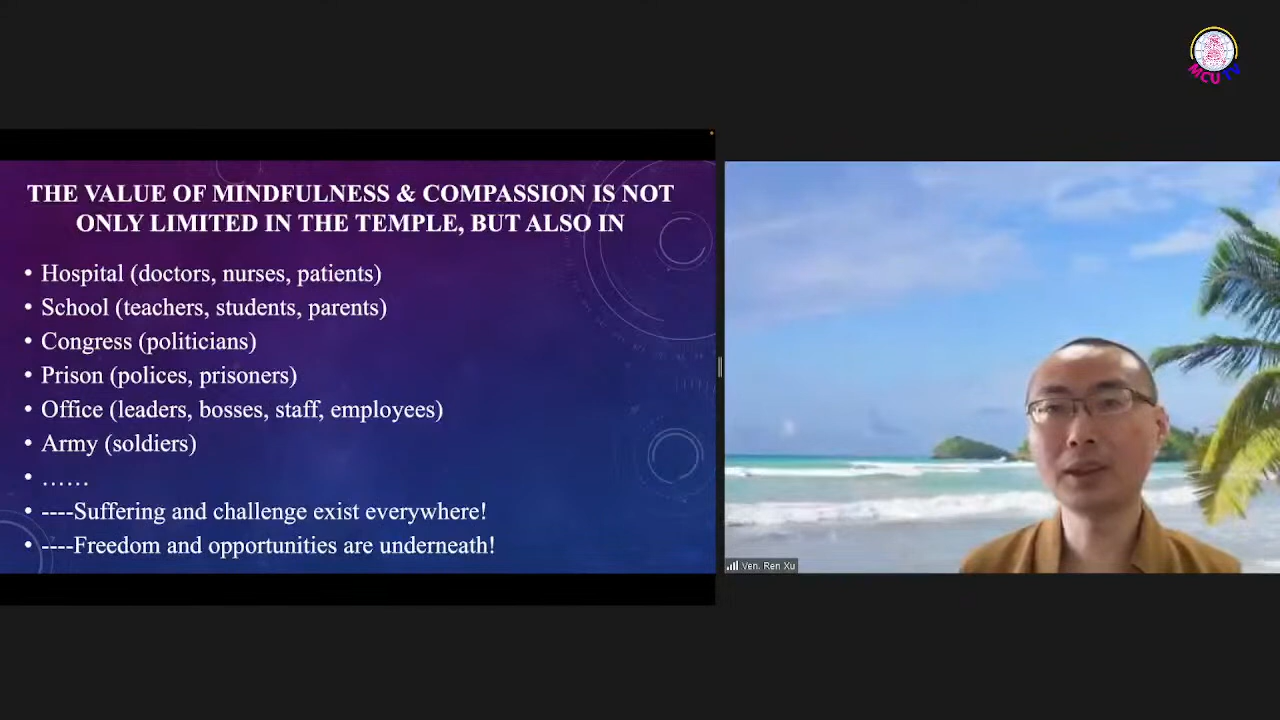 MCU TV
THE VALUE OF MINDFULNESS & COMPASSION IS NOT
ONLY LIMITED IN THE TEMPLE, BUT ALSO IN
• Hospital (doctors, nurses, patients)
• School (teachers, students, parents)
• Congress (politicians)
• Prison (polices, prisoners)
• Office (leaders, bosses, staff, employees)
• Army (soldiers)
• ……
• ----Suffering and challenge exist everywhere!
• ----Freedom and opportunities are underneath!
Ven. Ren Xu